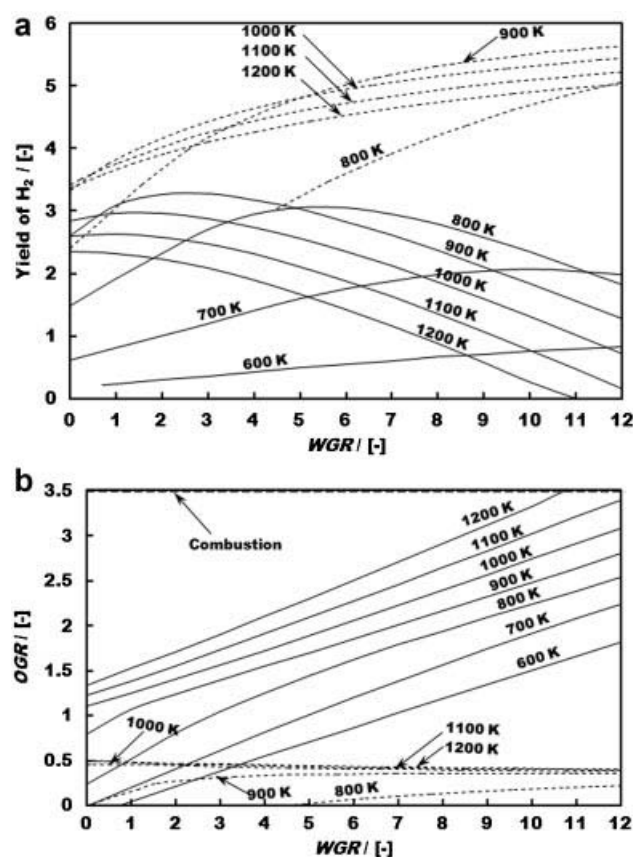 a
6
5
4
3
2
1
0
Yield of H2 / [-]
1000 K
1100 K
1200 K
900 K
800 K
800 K
900 K
1000 K
1100 K
1200 K
700 K
600 K
0 1 2 3 4 5 6 7 8 9 10 11 12
WGR / [-]
b
3.5
3
2.5
2
1.5
1
0.5
0
OGR / [-]
Combustion
1200 K
1100 K
1000 K
900 K
800 K
700 K
600 K
1000 K
1100 K
1200 K
900 K
800 K
0 1 2 3 4 5 6 7 8 9 10 11 12
WGR / [-]